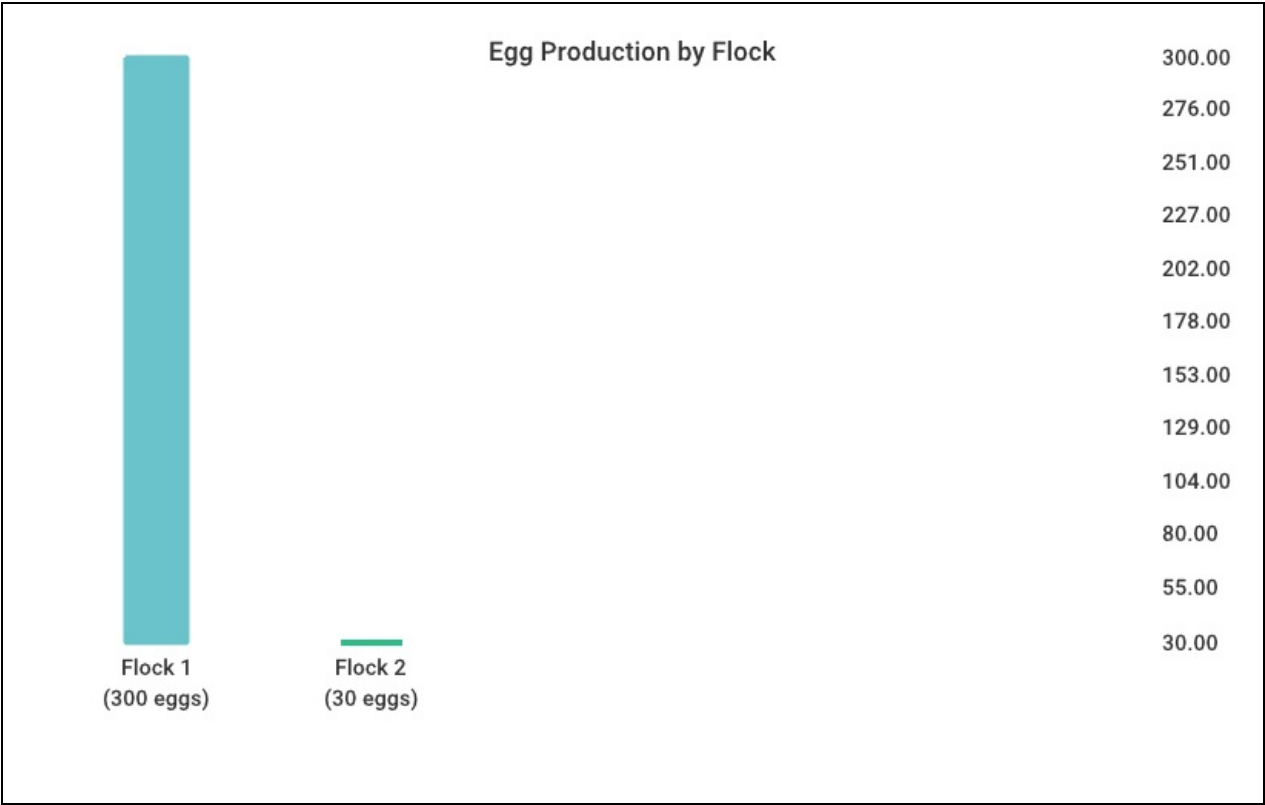 Egg Production by Flock
300.00
276.00
251.00
227.00
202.00
178.00
153.00
129.00
104.00
80.00
55.00
30.00
Flock 1
(300 eggs)
Flock 2
(30 eggs)